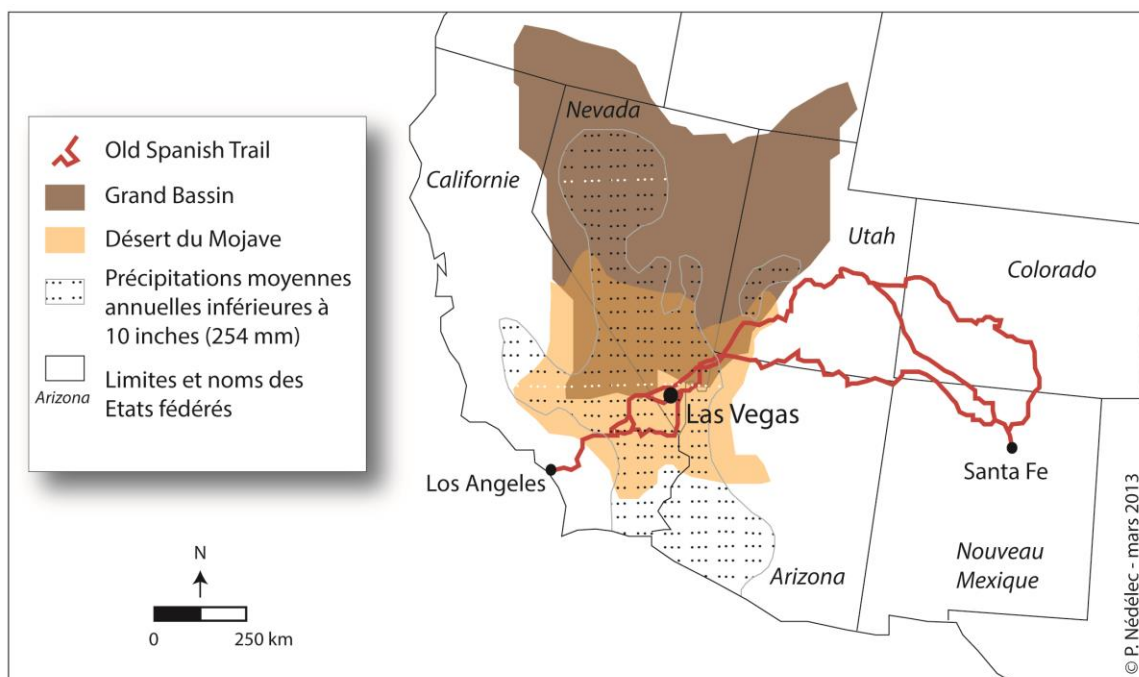 Old Spanish Trail
Grand Bassin
Désert du Mojave
Précipitations moyennes
annuelles inférieures à
10 inches (254 mm)
Arizona
Limites et noms des
Etats fédérés
N
0
250 km
Nevada
Californie
Utah
Colorado
Las Vegas
Los Angeles
Santa Fe
Arizona
Nouveau
Mexique
© P. Nédélec - mars 2013